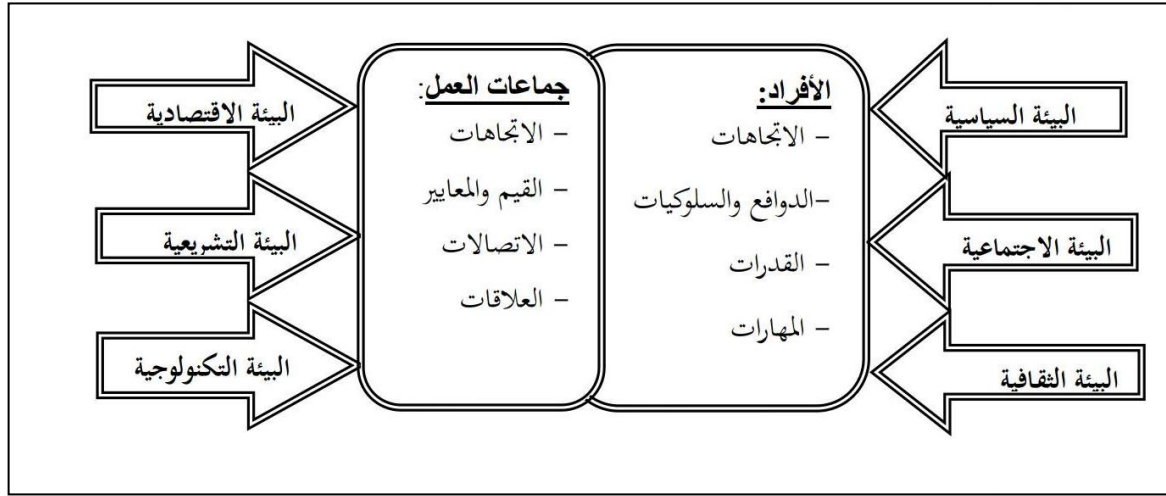 البيئة السياسية
البيئة الاجتماعية
البيئة الثقافية
الأفراد:
– الاتجاهات
–الدوافع والسلوكيات
– القدرات
– المهارات
جماعات العمل:
– الاتجاهات
– القيم والمعايير
– الاتصالات
– العلاقات
البيئة الاقتصادية
البيئة التشريعية
البيئة التكنولوجية